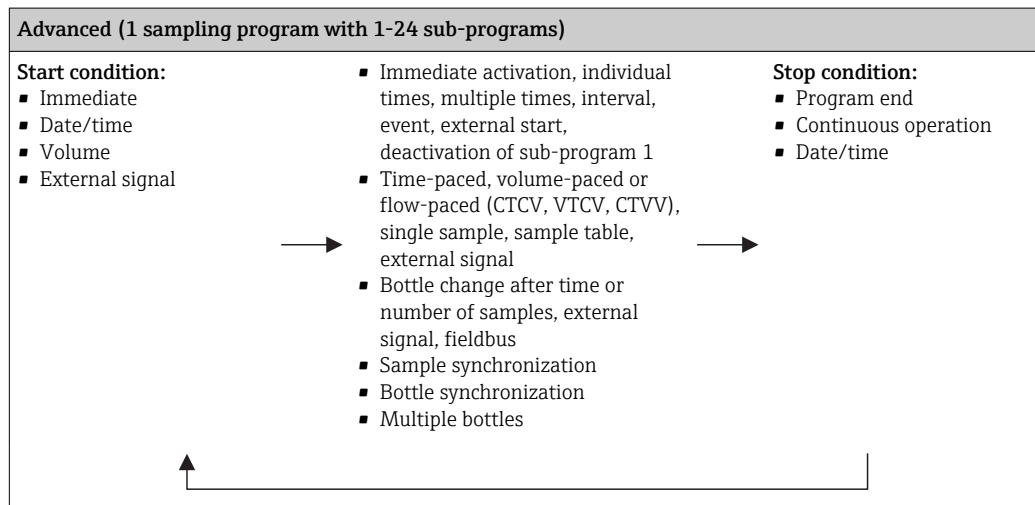 Advanced (1 sampling program with 1-24 sub-programs)
Start condition:
▪ Immediate
▪ Date/time
▪ Volume
▪ External signal
▪ Immediate activation, individual
times, multiple times, interval,
event, external start,
deactivation of sub-program 1
▪ Time-paced, volume-paced or
flow-paced (CTCV, VTCV, CTVV),
single sample, sample table,
external signal
▪ Bottle change after time or
number of samples, external
signal, fieldbus
▪ Sample synchronization
▪ Bottle synchronization
▪ Multiple bottles
Stop condition:
▪ Program end
▪ Continuous operation
▪ Date/time